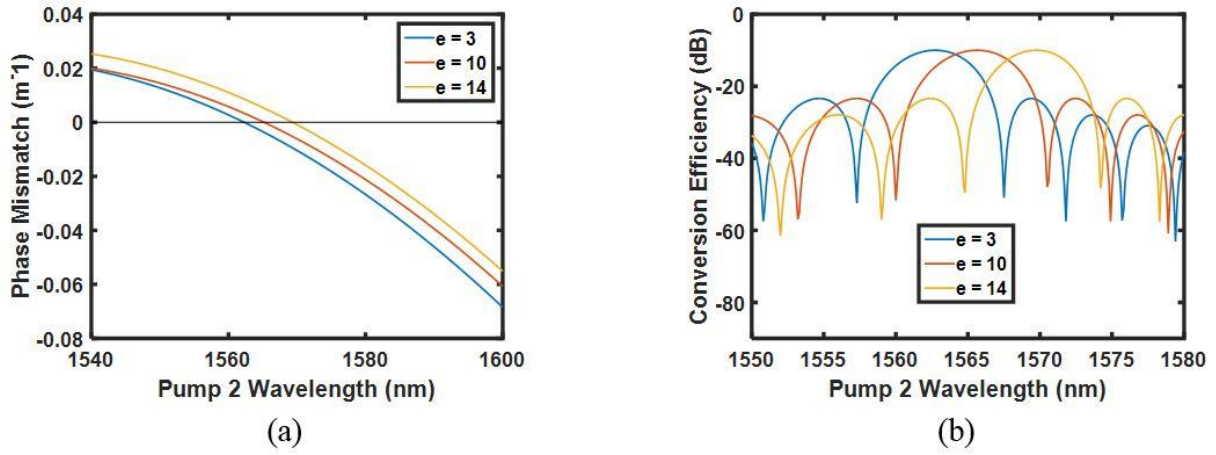 Phase Mismatch (m⁻¹)
0.04
0.02
0
-0.02
-0.04
-0.06
-0.08
e = 3
e = 10
e = 14
1540
1560
1580
1600
Pump 2 Wavelength (nm)
(a)
Conversion Efficiency (dB)
0
-20
-40
-60
-80
e = 3
e = 10
e = 14
1550
1555
1560
1565
1570
1575
1580
Pump 2 Wavelength (nm)
(b)